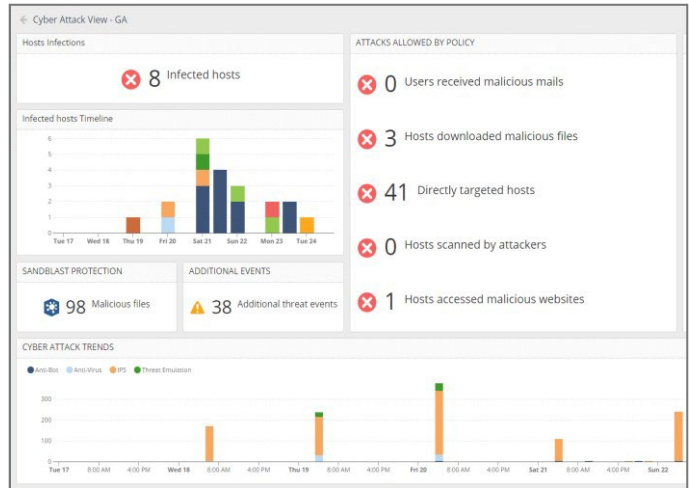 ← Cyber Attack View - GA
Hosts Infections
8 Infected hosts
Infected hosts Timeline
6
5
4
3
2
1
0
Tue 17 Wed 18 Thu 19 Fri 20 Sat 21 Sun 22 Mon 23 Tue 24
SANDBLAST PROTECTION
98 Malicious files
ADDITIONAL EVENTS
38 Additional threat events
ATTACKS ALLOWED BY POLICY
0 Users received malicious mails
3 Hosts downloaded malicious files
41 Directly targeted hosts
0 Hosts scanned by attackers
1 Hosts accessed malicious websites
CYBER ATTACK TRENDS
Anti-Bot Anti-Virus IPS Threat Emulation
300
200
100
0
Tue 17 8:00 AM 4:00 PM Wed 18 8:00 AM 4:00 PM Thu 19 8:00 AM 4:00 PM Fri 20 8:00 AM 4:00 PM Sat 21 8:00 AM 4:00 PM Sun 22